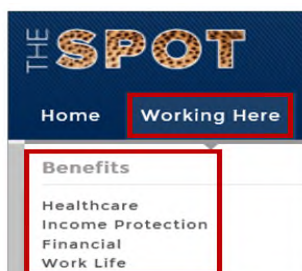 THE SPOT
Home Working Here
Benefits
Healthcare
Income Protection
Financial
Work Life